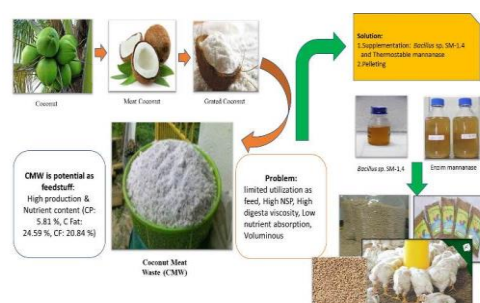 Coconut
Meat Coconut
Grated Coconut
Solution:
1.Supplementation: Bacillus sp. SM-1.4
and Thermostable mannanase
2.Pelleting
CMW is potential as
feedstuff:
High production &
Nutrient content (CP:
5.81 %, C Fat:
24.59 %, CF: 20.84 %)
Coconut Meat
Waste (CMW)
Problem:
limited utilization as
feed, High NSP, High
digesta viscosity, Low
nutrient absorption,
Voluminous
Bacillus sp. SM-1,4
Enzim mannanase